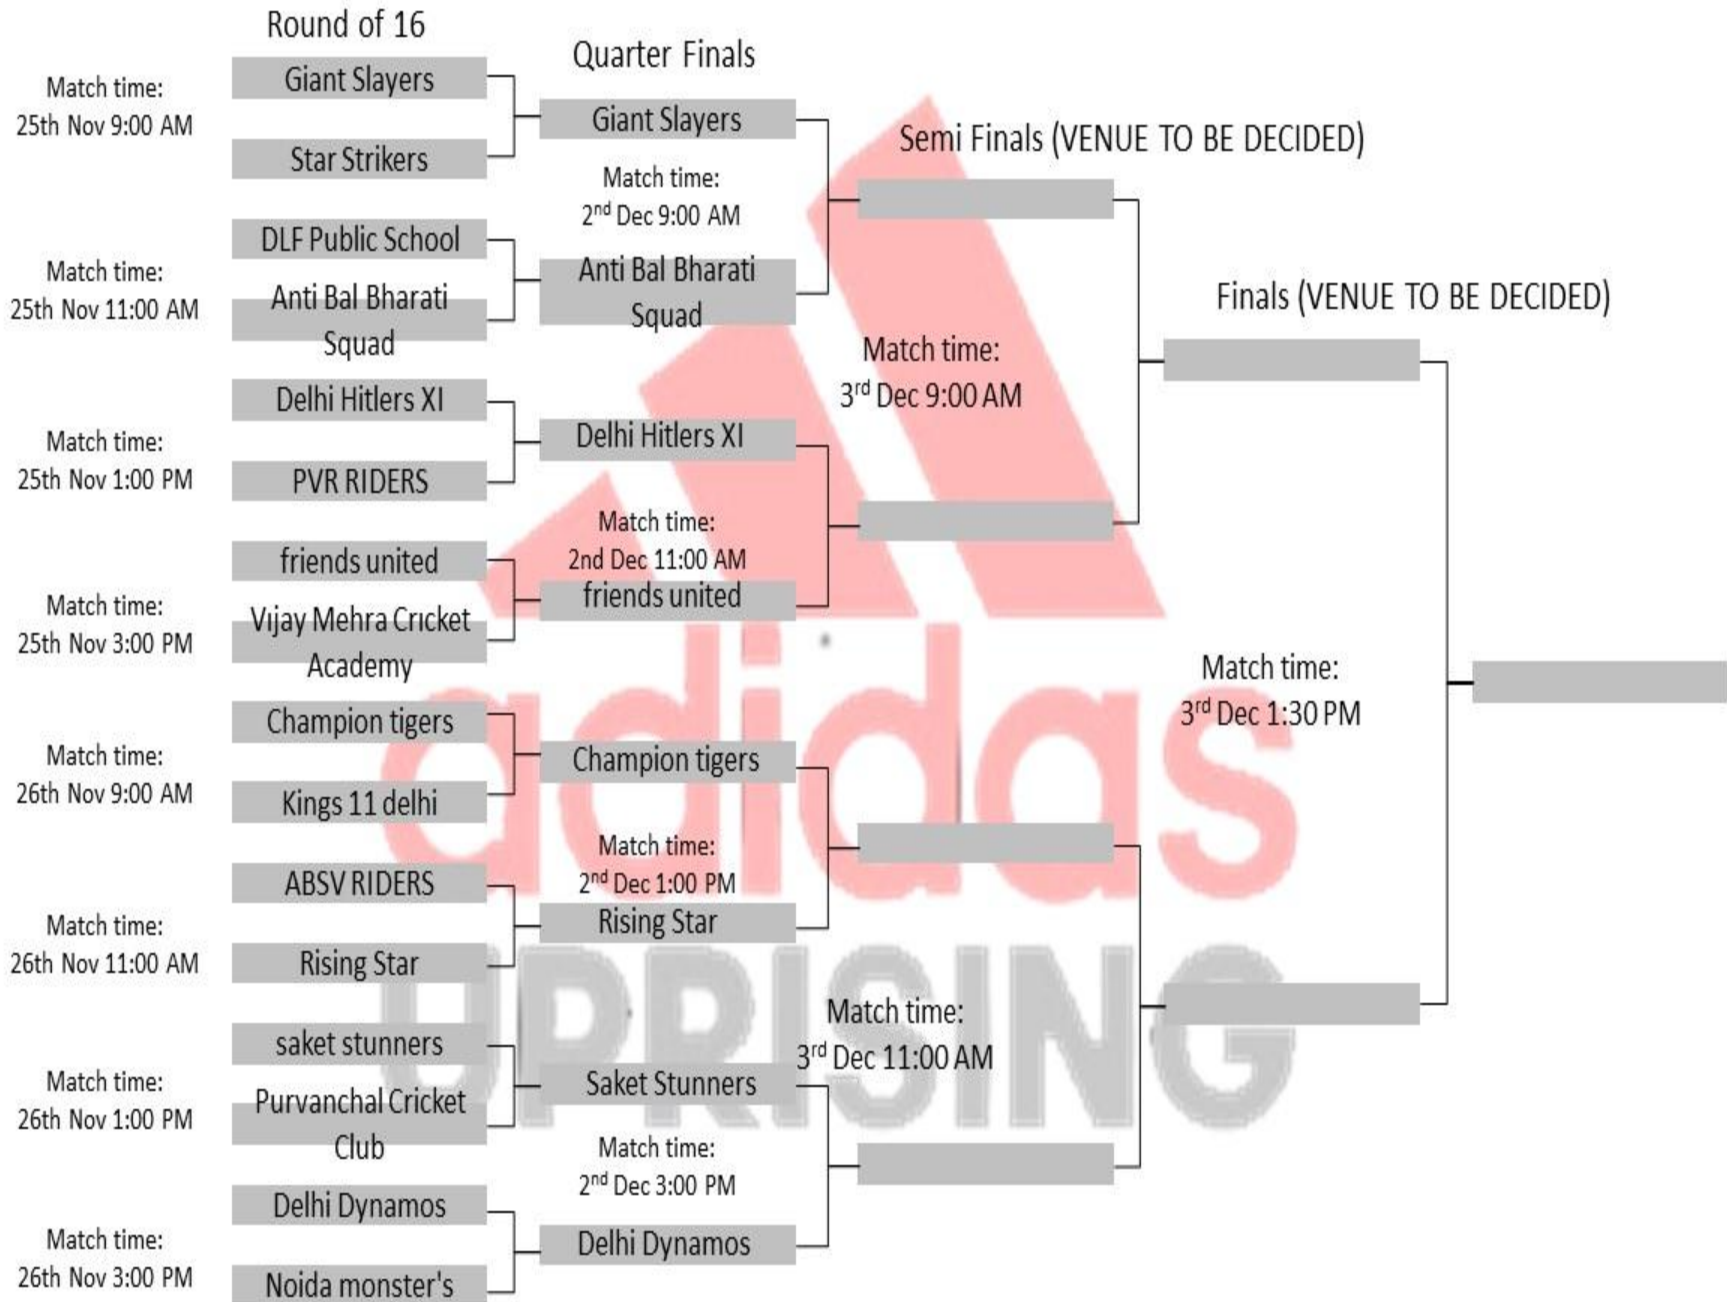 Round of 16
Match time:
25th Nov 9:00 AM
Giant Slayers
Star Strikers
Match time:
25th Nov 11:00 AM
DLF Public School
Anti Bal Bharati
Squad
Match time:
25th Nov 1:00 PM
Delhi Hitlers XI
PVR RIDERS
Match time:
25th Nov 3:00 PM
friends united
Vijay Mehra Cricket
Academy
Match time:
26th Nov 9:00 AM
Champion tigers
Kings 11 delhi
Match time:
26th Nov 11:00 AM
ABSV RIDERS
Rising Star
Match time:
26th Nov 1:00 PM
saket stunners
Purvanchal Cricket
Club
Match time:
26th Nov 3:00 PM
Delhi Dynamos
Noida monster's
Quarter Finals
Giant Slayers
Match time:
2nd Dec 9:00 AM
Anti Bal Bharati
Squad
Delhi Hitlers XI
Match time:
2nd Dec 11:00 AM
friends united
Champion tigers
Match time:
2nd Dec 1:00 PM
Rising Star
Saket Stunners
Match time:
2nd Dec 3:00 PM
Delhi Dynamos
Semi Finals (VENUE TO BE DECIDED)
Match time:
3rd Dec 9:00 AM
Match time:
3rd Dec 11:00 AM
Finals (VENUE TO BE DECIDED)
Match time:
3rd Dec 1:30 PM
adidas
UPRISING